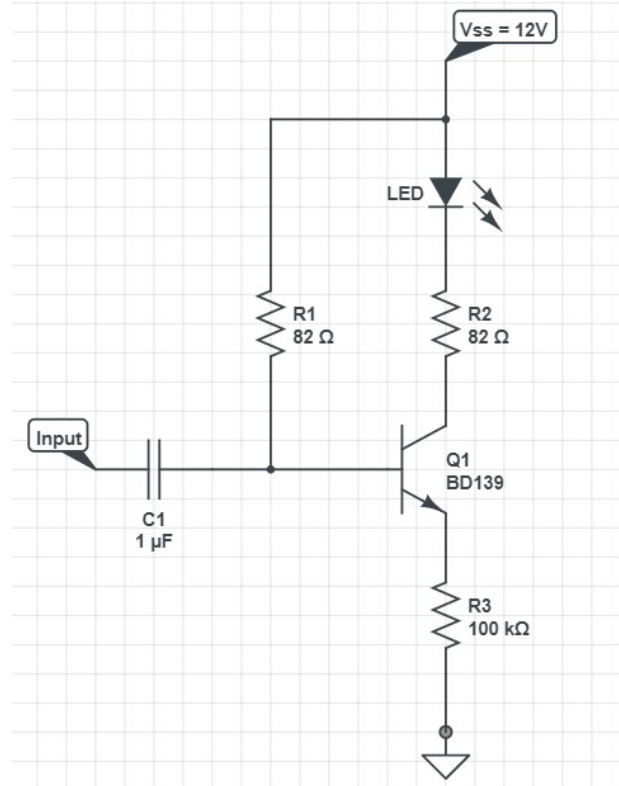 Vss = 12V
LED
R1
82 Ω
R2
82 Ω
Input
C1
1 µF
Q1
BD139
R3
100 kΩ